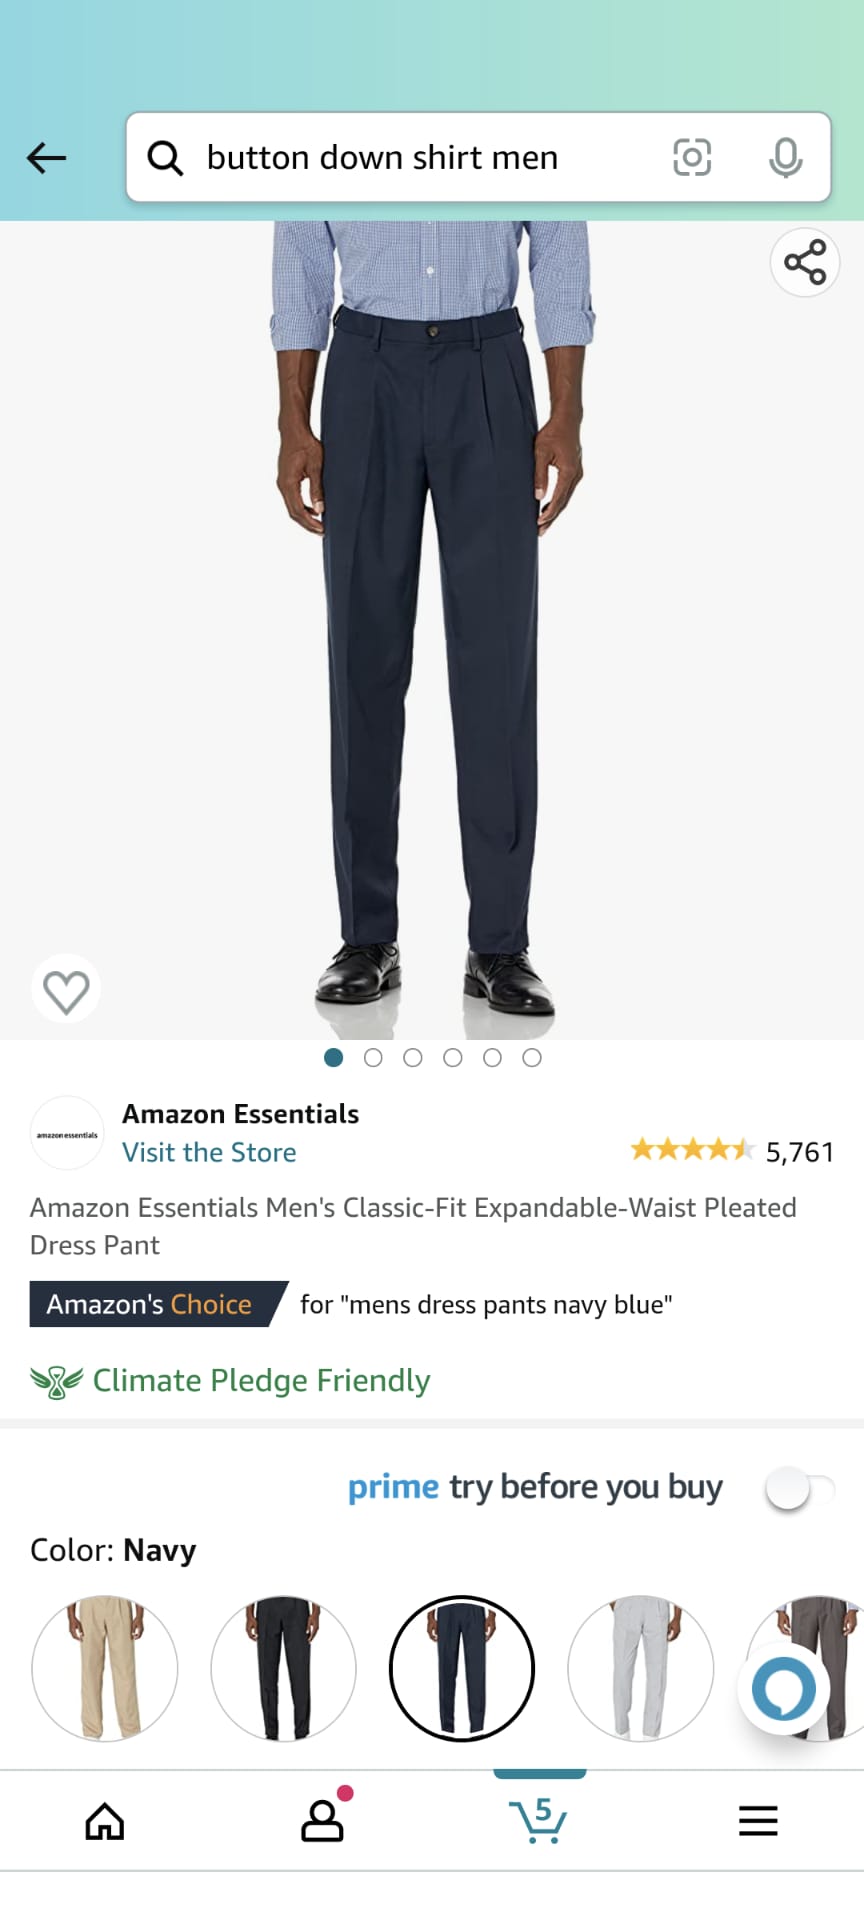 button down shirt men
amazon essentials
Amazon Essentials
Visit the Store
5,761
Amazon Essentials Men's Classic-Fit Expandable-Waist Pleated
Dress Pant
Amazon's Choice for "mens dress pants navy blue"
Climate Pledge Friendly
prime try before you buy
Color: Navy
5